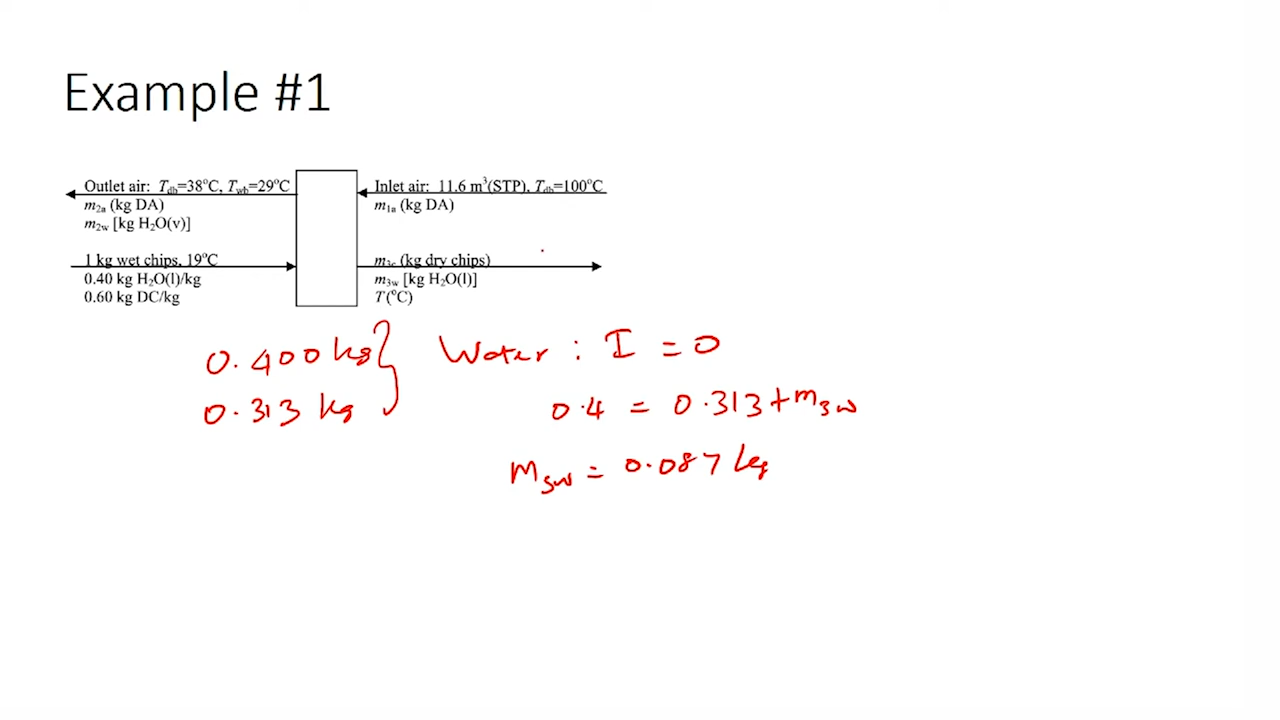 Example #1
Outlet air: Tdb=38°C, Twb=29°C
m2a (kg DA)
m2w [kg H2O(v)]
Inlet air: 11.6 m³(STP), Tdb=100°C
m1a (kg DA)
1 kg wet chips, 19°C
0.40 kg H2O(l)/kg
0.60 kg DC/kg
m3c (kg dry chips)
m3w [kg H2O(l)]
T(°C)
0.400 kg
0.313 kg
Water : I = 0
0.4 = 0.313 + m3w
m3w = 0.087 kg